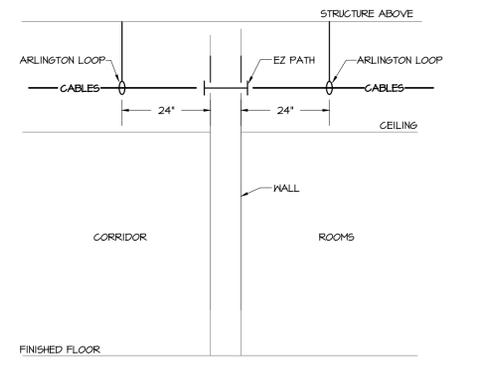 STRUCTURE ABOVE
ARLINGTON LOOP
EZ PATH
ARLINGTON LOOP
CABLES
CABLES
24"
24"
CEILING
WALL
CORRIDOR
ROOMS
FINISHED FLOOR